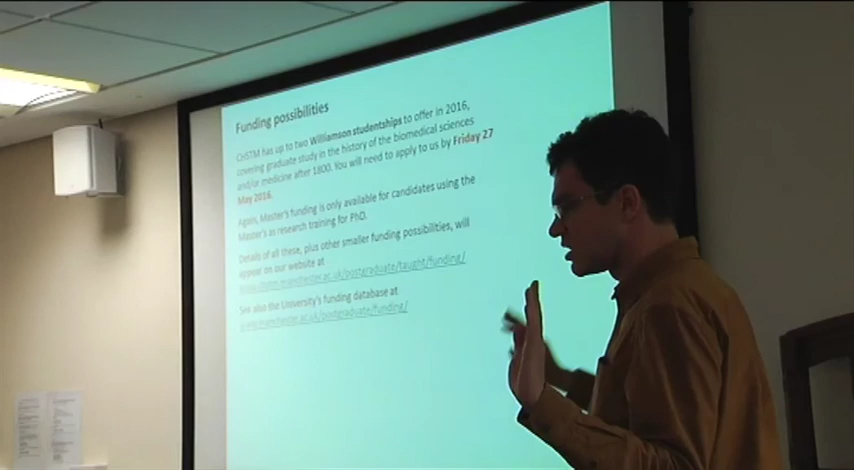 Funding possibilities
CHSTM has up to two Williamson studentships to offer in 2016,
covering graduate study in the history of the biomedical sciences
and/or medicine after 1800. You will need to apply to us by Friday 27
May 2016.
Again, Master's funding is only available for candidates using the
Master's as research training for PhD.
Details of all these, plus other smaller funding possibilities, will
appear on our website at
manchester.ac.uk/postgraduate/taught/funding/
See also the University's funding database at
manchester.ac.uk/postgraduate/funding/